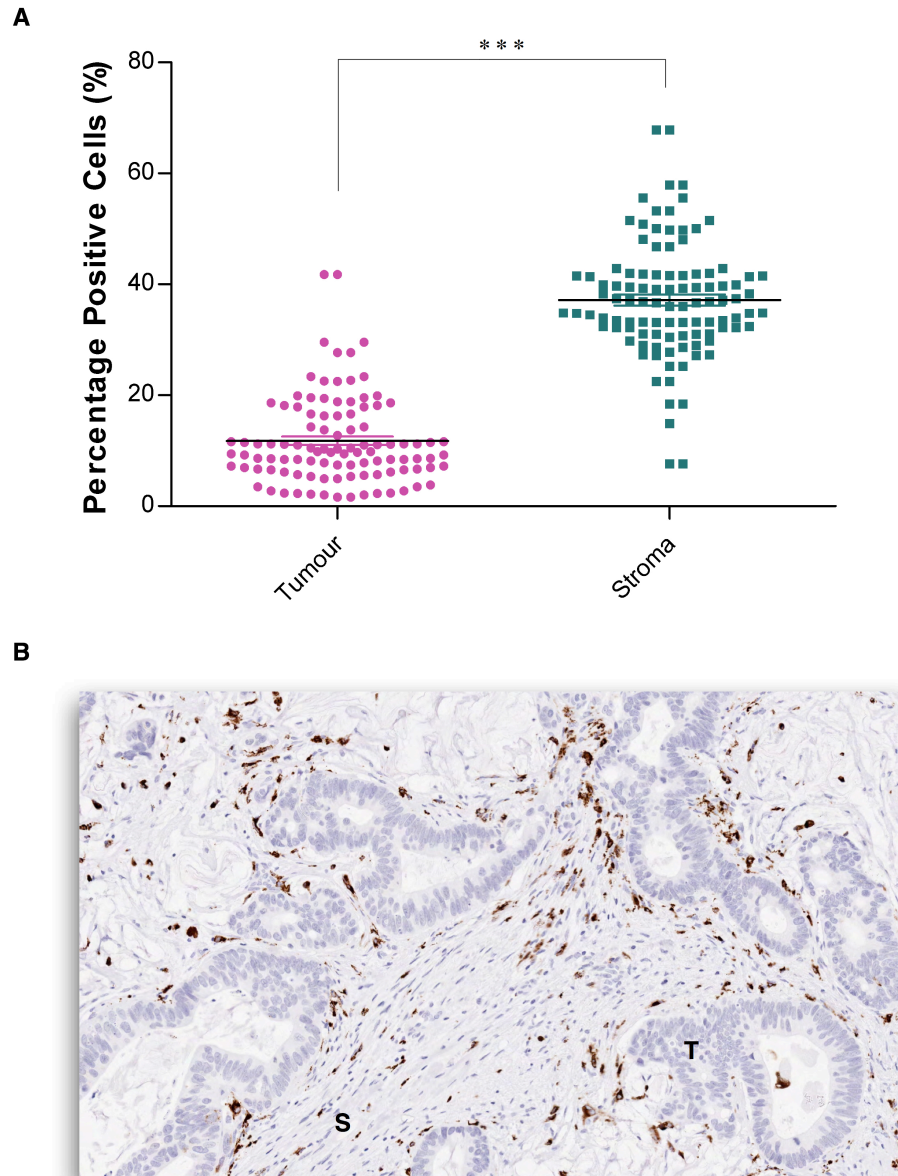 A
***
Percentage Positive Cells (%)
80
60
40
20
0
Tumour
Stroma
B
T
S